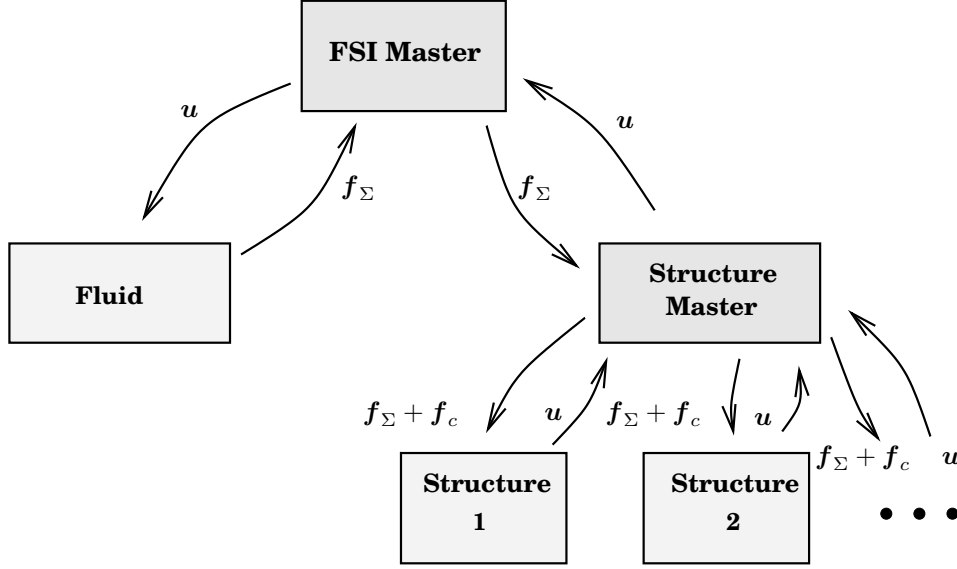 FSI Master
u
u
f_Σ
f_Σ
Fluid
Structure
Master
f_Σ + f_c
u
f_Σ + f_c
u
f_Σ + f_c
u
Structure
1
Structure
2